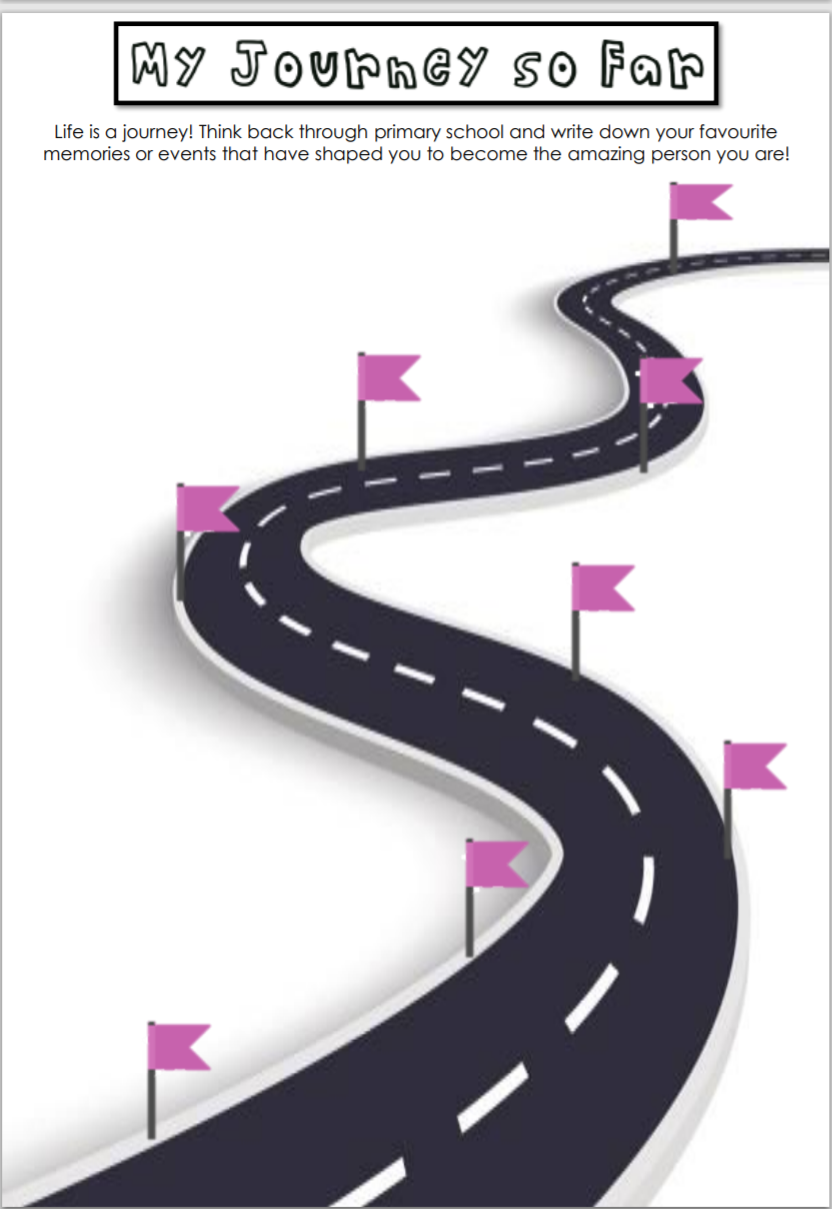 My Journey so Far
Life is a journey! Think back through primary school and write down your favourite
memories or events that have shaped you to become the amazing person you are!